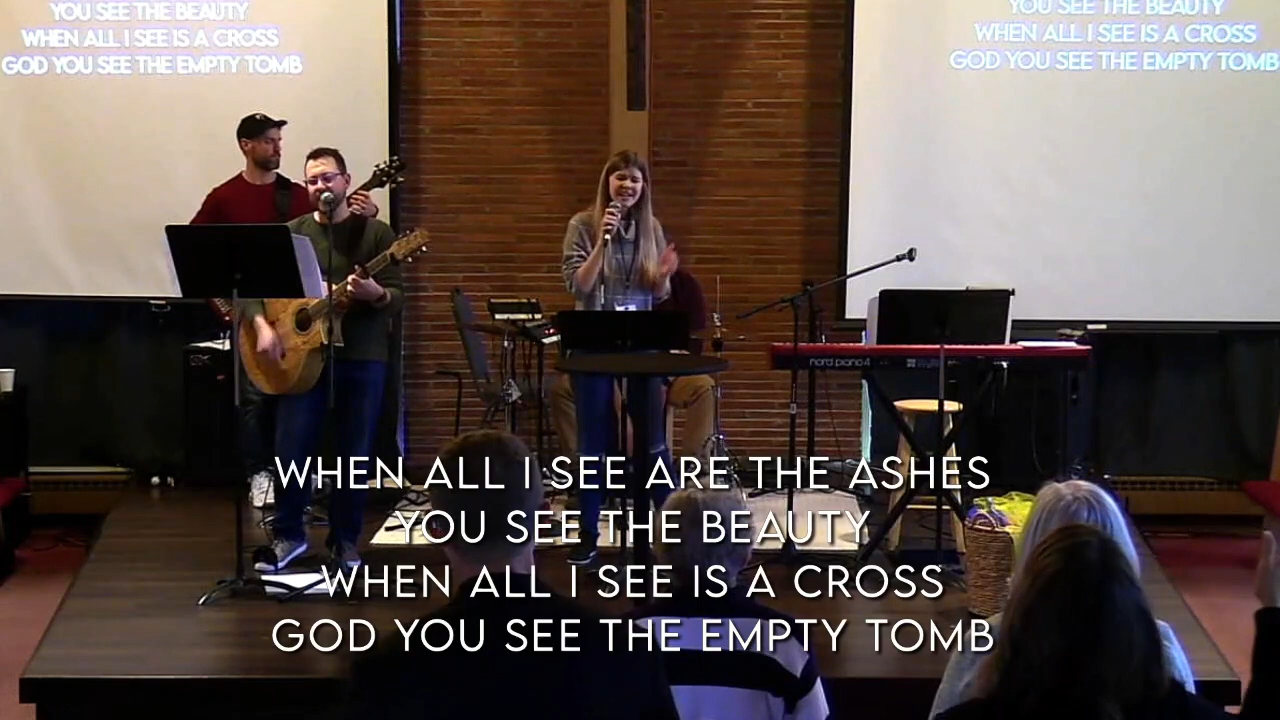 YOU SEE THE BEAUTY
WHEN ALL I SEE IS A CROSS
GOD YOU SEE THE EMPTY TOMB
YOU SEE THE BEAUTY
WHEN ALL I SEE IS A CROSS
GOD YOU SEE THE EMPTY TOMB
nord piano 4
WHEN ALL I SEE ARE THE ASHES
YOU SEE THE BEAUTY
WHEN ALL I SEE IS A CROSS
GOD YOU SEE THE EMPTY TOMB